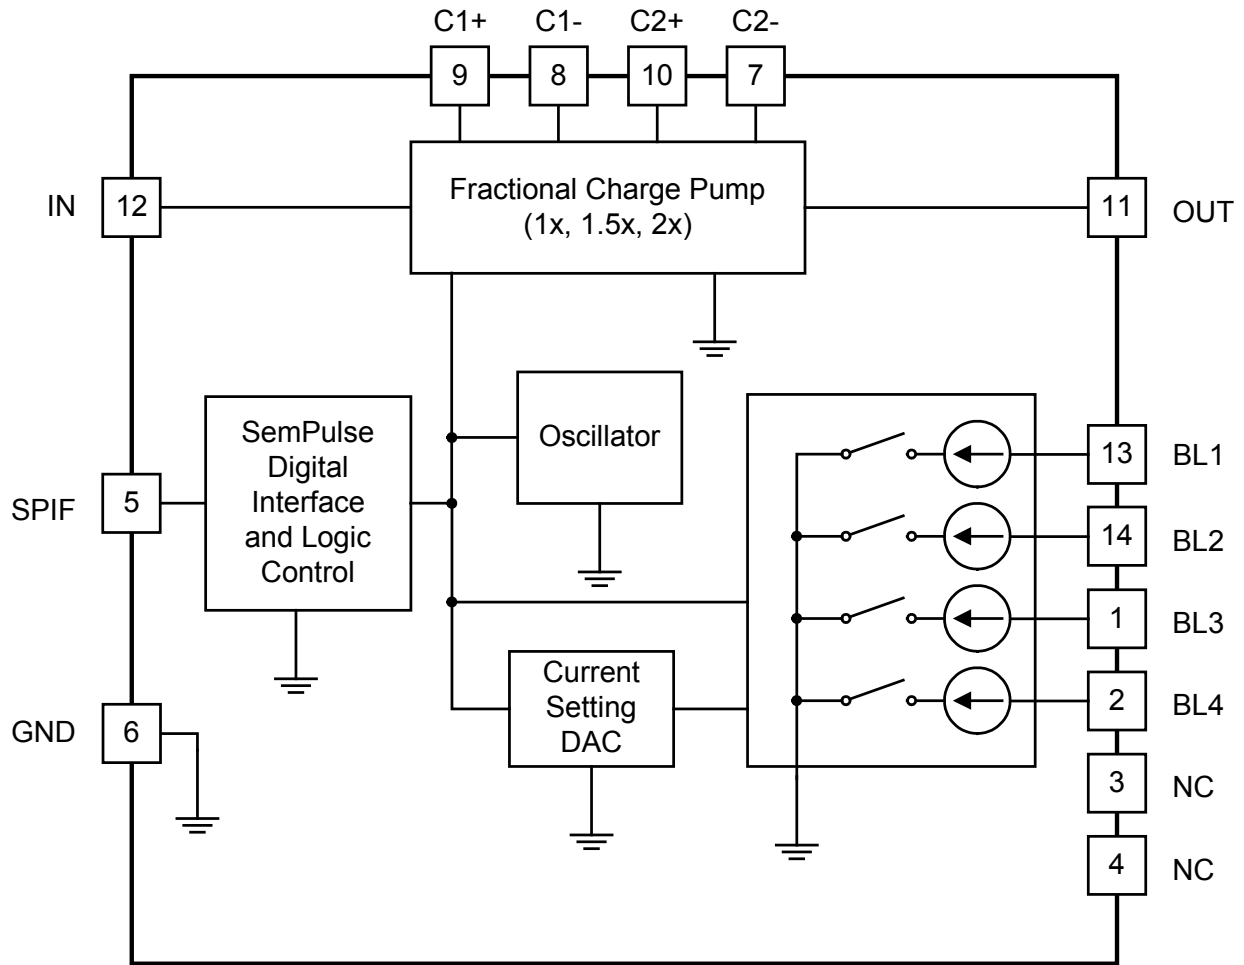 C1+ C1- C2+ C2-
9 8 10 7
Fractional Charge Pump
(1x, 1.5x, 2x)
IN 12
11 OUT
SemPulse
Digital
Interface
and Logic
Control
Oscillator
SPIF 5
13 BL1
14 BL2
1 BL3
2 BL4
Current
Setting
DAC
GND 6
3 NC
4 NC